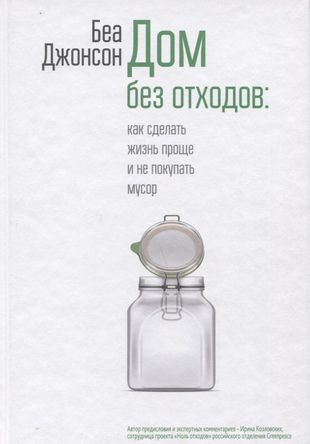 Беа
Джонсон
Дом
без отходов:
как сделать
жизнь проще
и не покупать
мусор
Автор предисловия и экспертных комментариев – Ирина Козловских,
сотрудница проекта «Ноль отходов» российского отделения Greenpeace